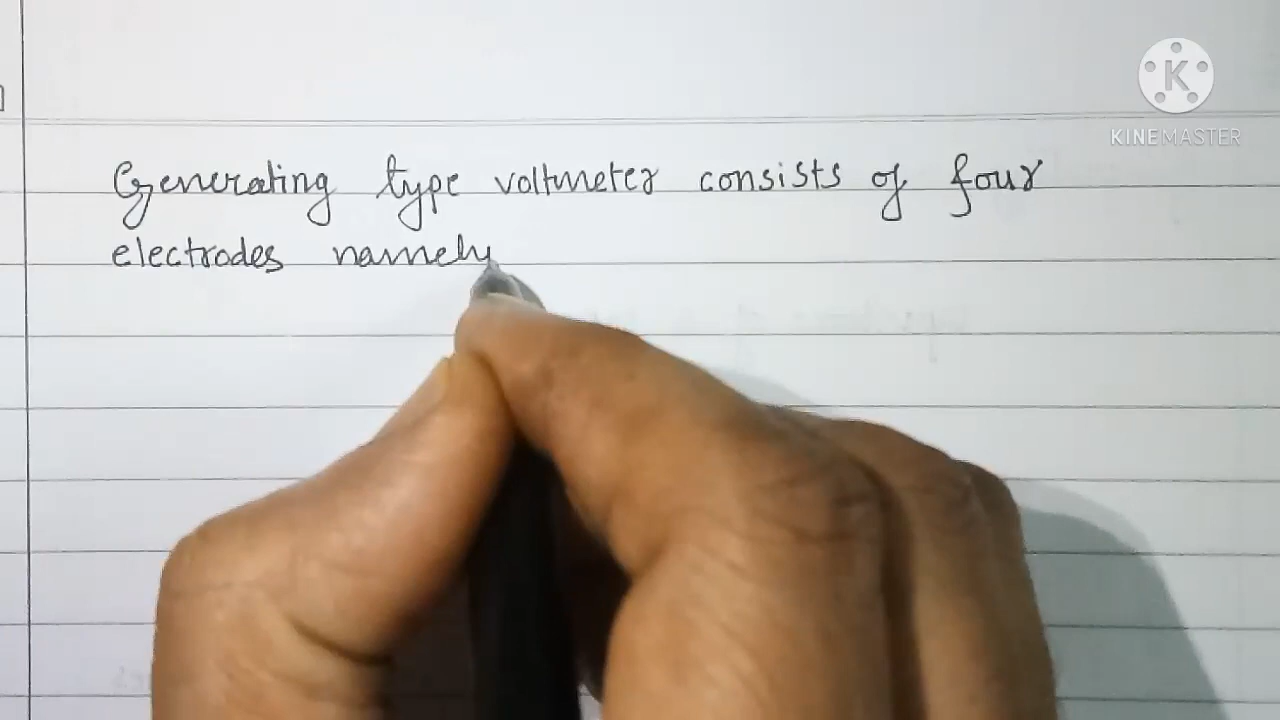 KINEMASTER
Generating type voltmeter consists of four
electrodes namely